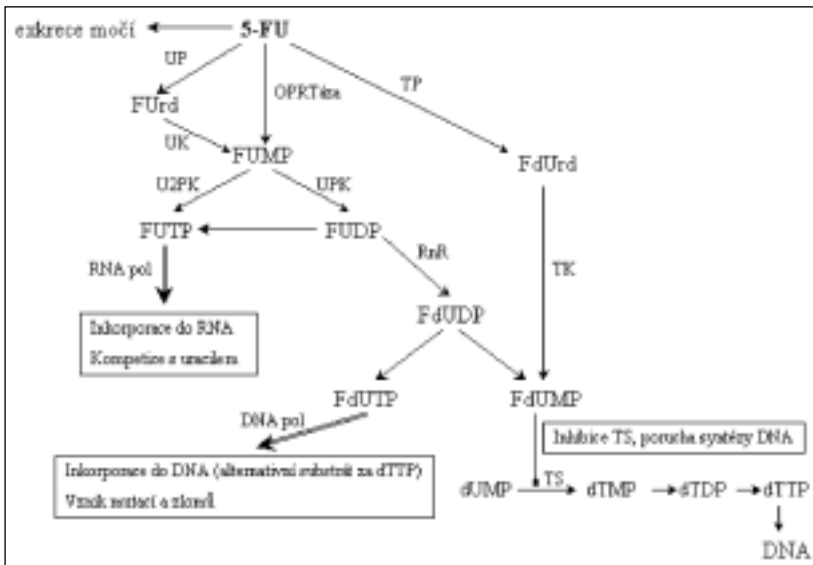 exkrece močí 5-FU
UP OPRTáza TP
FUrd
UK
FUMP FdUrd
U2PK UPK
FUTP FUDP
RNA pol RnR TK
Inkorporace do RNA
Kompetice s uracilem
FdUDP
FdUTP FdUMP
DNA pol
Inhibice TS, porucha systézy DNA
Inkorporace do DNA (alternativní substrát za dTTP)
Vznik mutací a zlomů
dUMP TS dTMP dTDP dTTP
DNA